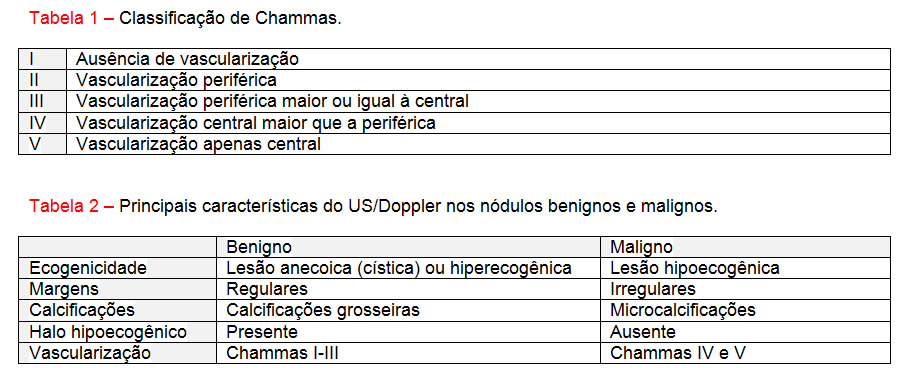 Tabela 1 – Classificação de Chammas.
I Ausência de vascularização
II Vascularização periférica
III Vascularização periférica maior ou igual à central
IV Vascularização central maior que a periférica
V Vascularização apenas central
Tabela 2 – Principais características do US/Doppler nos nódulos benignos e malignos.
Benigno Maligno
Ecogenicidade Lesão anecoica (cística) ou hiperecogênica Lesão hipoecogênica
Margens Regulares Irregulares
Calcificações Calcificações grosseiras Microcalcificações
Halo hipoecogênico Presente Ausente
Vascularização Chammas I-III Chammas IV e V